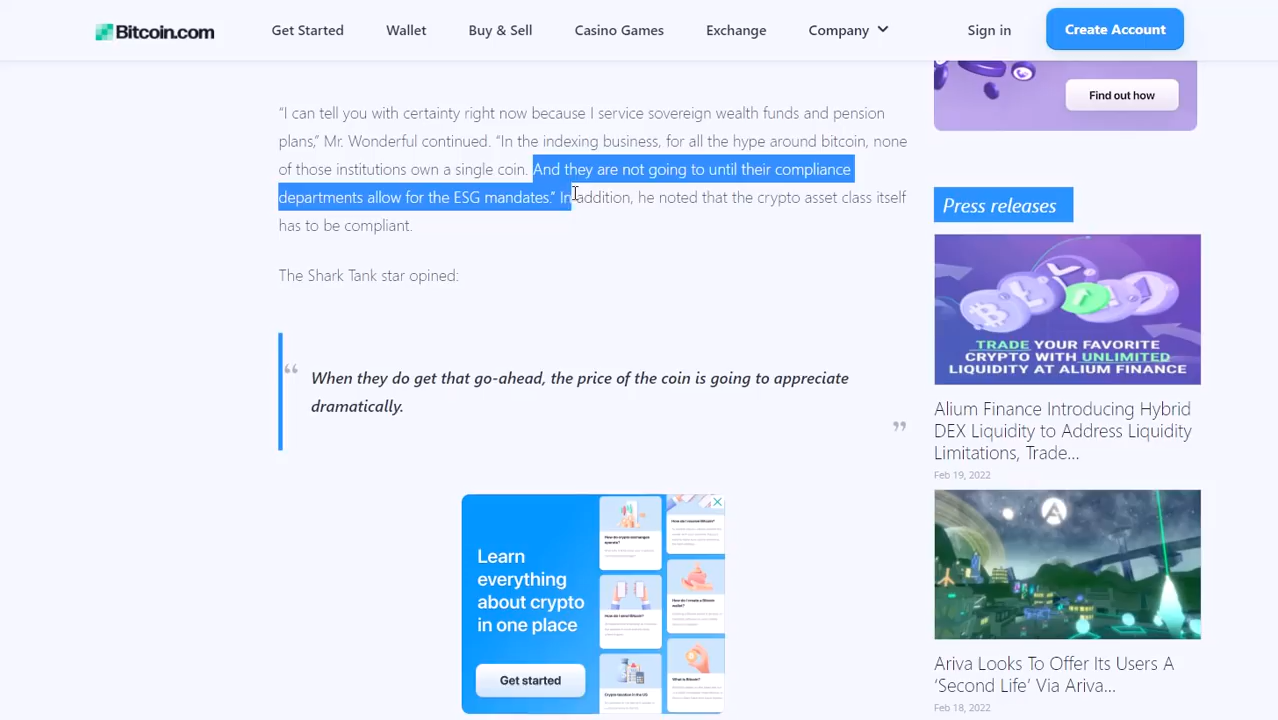 Bitcoin.com
Get Started
Wallet
Buy & Sell
Casino Games
Exchange
Company
Sign in
Create Account
“I can tell you with certainty right now because I service sovereign wealth funds and pension
plans,” Mr. Wonderful continued. “In the indexing business, for all the hype around bitcoin, none
of those institutions own a single coin. And they are not going to until their compliance
departments allow for the ESG mandates.” In addition, he noted that the crypto asset class itself
has to be compliant.
The Shark Tank star opined:
“
When they do get that go-ahead, the price of the coin is going to appreciate
dramatically.
”
Learn
everything
about crypto
in one place
Get started
Find out how
Press releases
TRADE YOUR FAVORITE
CRYPTO WITH UNLIMITED
LIQUIDITY AT ALIUM FINANCE
Alium Finance Introducing Hybrid
DEX Liquidity to Address Liquidity
Limitations, Trade...
Feb 19, 2022
Ariva Looks To Offer Its Users A
‘Second Life’ Via Ariva...
Feb 18, 2022